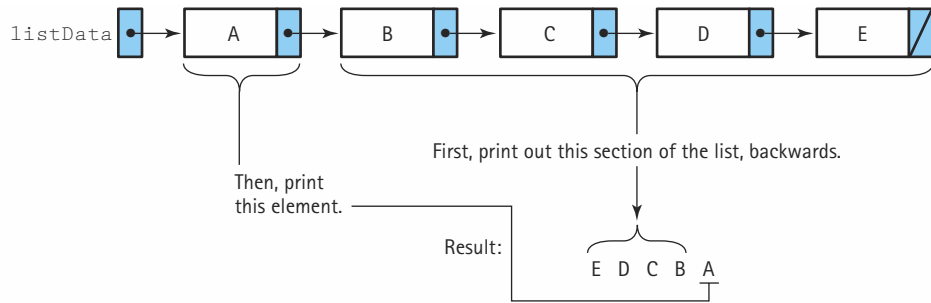 listData A B C D E
First, print out this section of the list, backwards.
Then, print
this element.
Result:
E D C B A